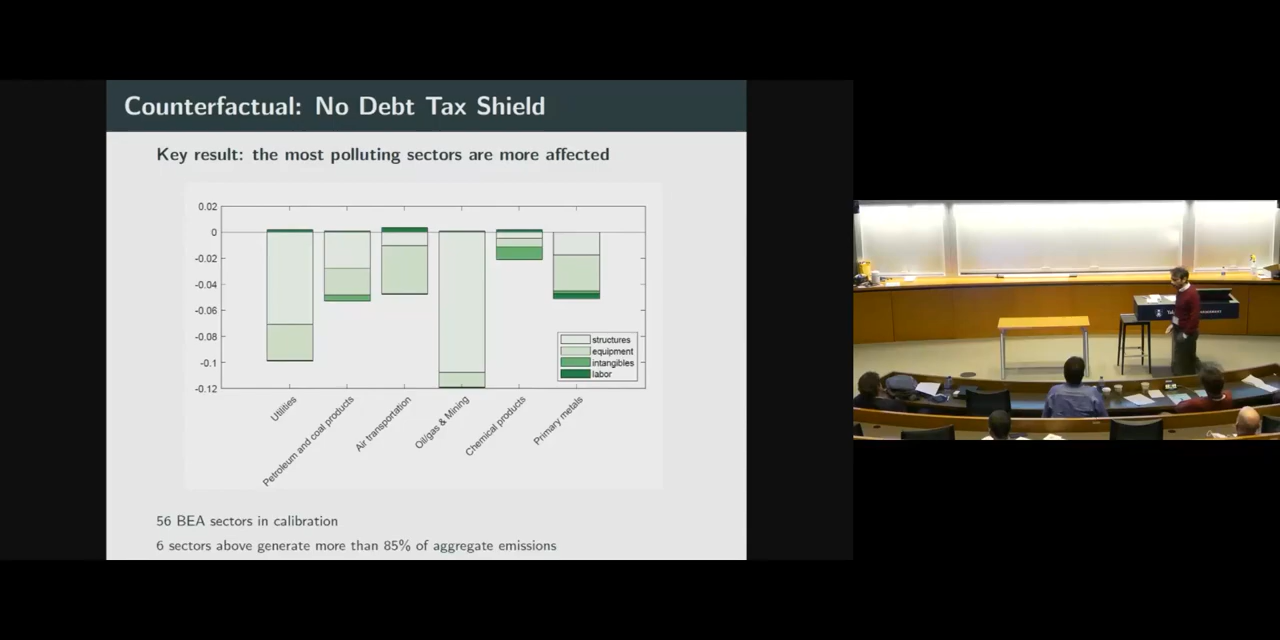 Counterfactual: No Debt Tax Shield
Key result: the most polluting sectors are more affected
0.02
0
-0.02
-0.04
-0.06
-0.08
-0.1
-0.12
structures
equipment
intangibles
labor
Utilities
Petroleum and coal products
Air transportation
Oil/gas & Mining
Chemical products
Primary metals
56 BEA sectors in calibration
6 sectors above generate more than 85% of aggregate emissions